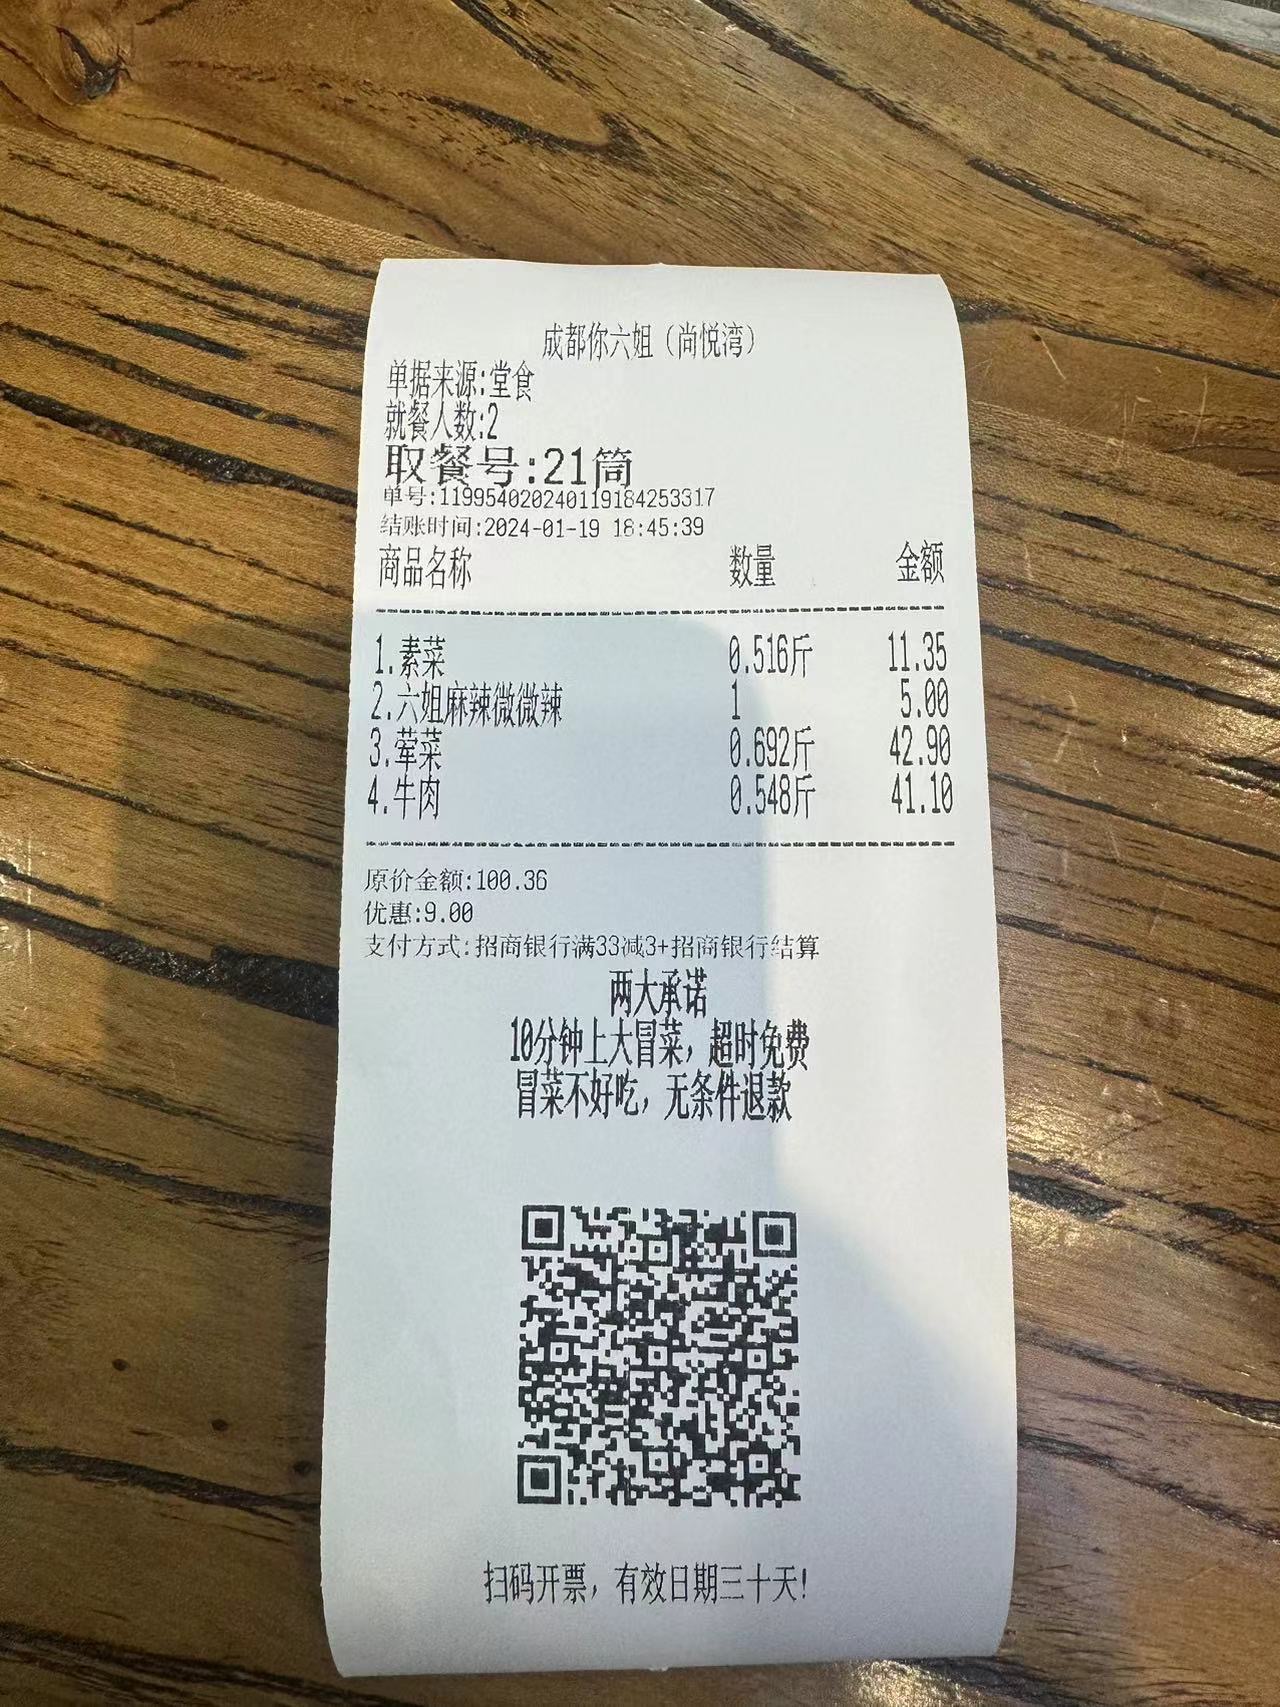 成都你六姐（尚悦湾）
单据来源:堂食
就餐人数:2
取餐号:21筒
单号:119954020240119184253317
结账时间:2024-01-19 18:45:39
商品名称 数量 金额
1.素菜 0.516斤 11.35
2.六姐麻辣微微辣 1 5.00
3.荤菜 0.692斤 42.90
4.牛肉 0.548斤 41.10
原价金额:100.36
优惠:9.00
支付方式:招商银行满33减3+招商银行结算
两大承诺
10分钟上大冒菜，超时免费
冒菜不好吃，无条件退款
扫码开票，有效日期三十天!